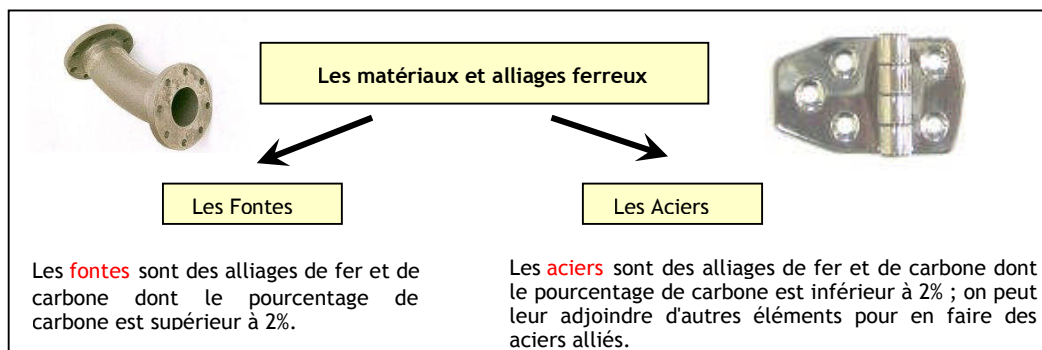 Les matériaux et alliages ferreux
Les Fontes
Les Aciers
Les fontes sont des alliages de fer et de
carbone dont le pourcentage de
carbone est supérieur à 2%.
Les aciers sont des alliages de fer et de carbone dont
le pourcentage de carbone est inférieur à 2% ; on peut
leur adjoindre d'autres éléments pour en faire des
aciers alliés.